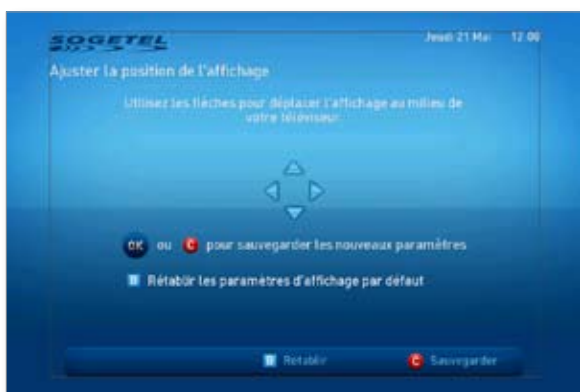 SOGETEL
Jeudi 21 Mai 12:00
Ajuster la position de l'affichage
Utilisez les flèches pour déplacer l'affichage au milieu de
votre téléviseur.
OK ou C pour sauvegarder les nouveaux paramètres
B Rétablir les paramètres d'affichage par défaut
B Retablir C Sauvegarder